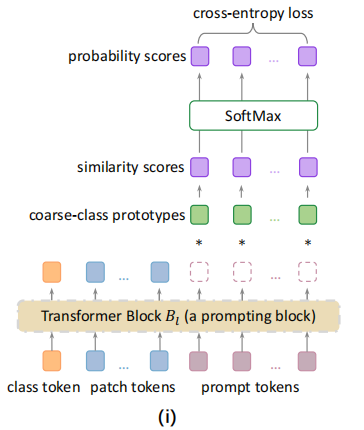 cross-entropy loss
probability scores
...
SoftMax
similarity scores
...
coarse-class prototypes
...
* * *
... ...
Transformer Block B_l (a prompting block)
... ...
class token patch tokens prompt tokens
(i)